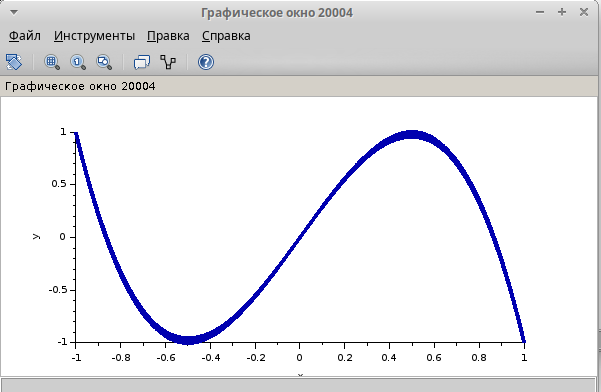 Графическое окно 20004
Файл Инструменты Правка Справка
Графическое окно 20004
1
0.5
0
-0.5
-1
y
-1 -0.8 -0.6 -0.4 -0.2 0 0.2 0.4 0.6 0.8 1